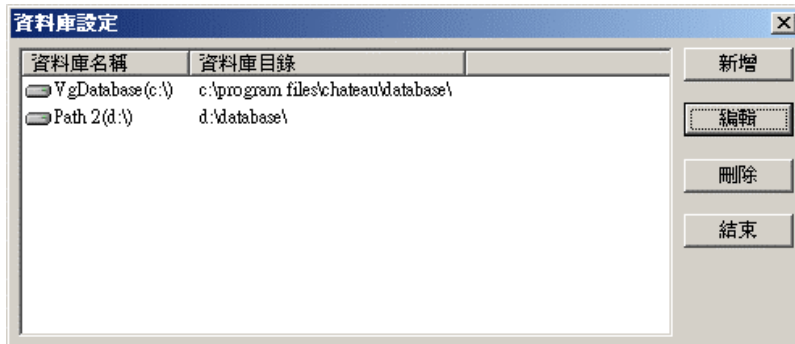 資料庫設定
資料庫名稱 資料庫目錄
VgDatabase(c:\) c:\program files\chateau\database\
Path 2(d:\) d:\database\
新增
編輯
刪除
結束